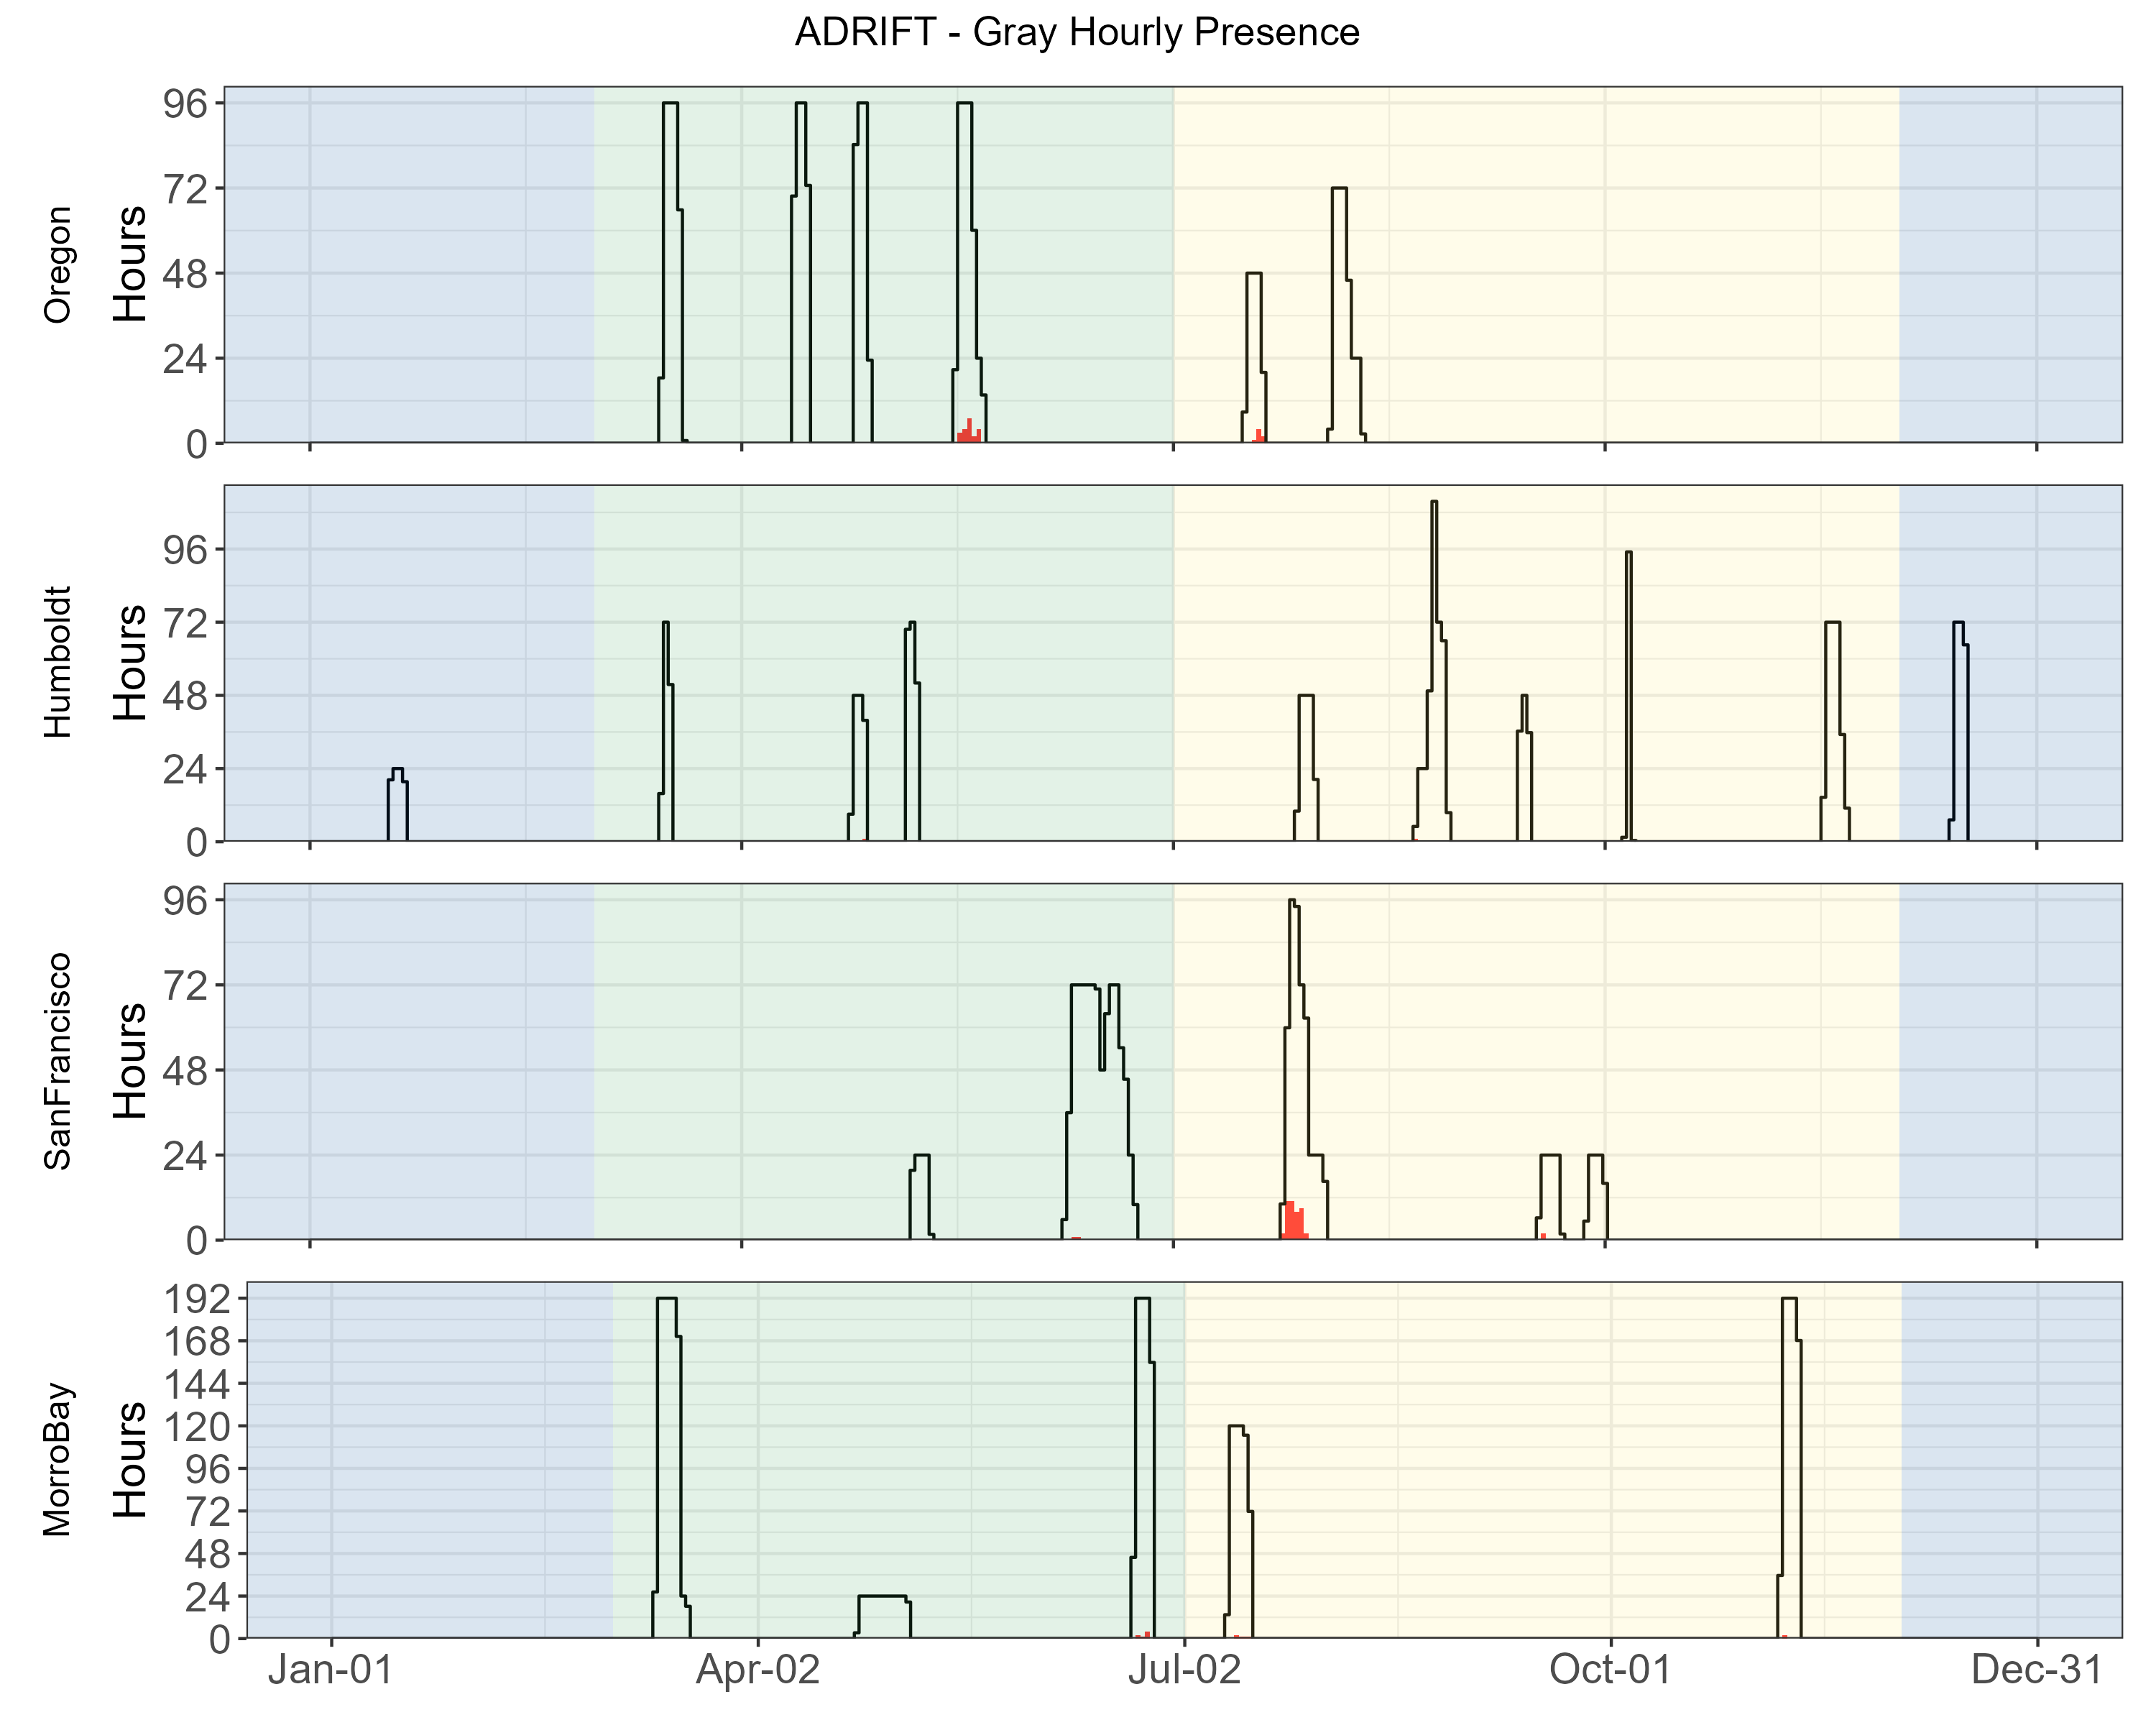 ADRIFT - Gray Hourly Presence
Oregon
Hours
96
72
48
24
0
Humboldt
Hours
96
72
48
24
0
SanFrancisco
Hours
96
72
48
24
0
MorroBay
Hours
192
168
144
120
96
72
48
24
0
Jan-01 Apr-02 Jul-02 Oct-01 Dec-31